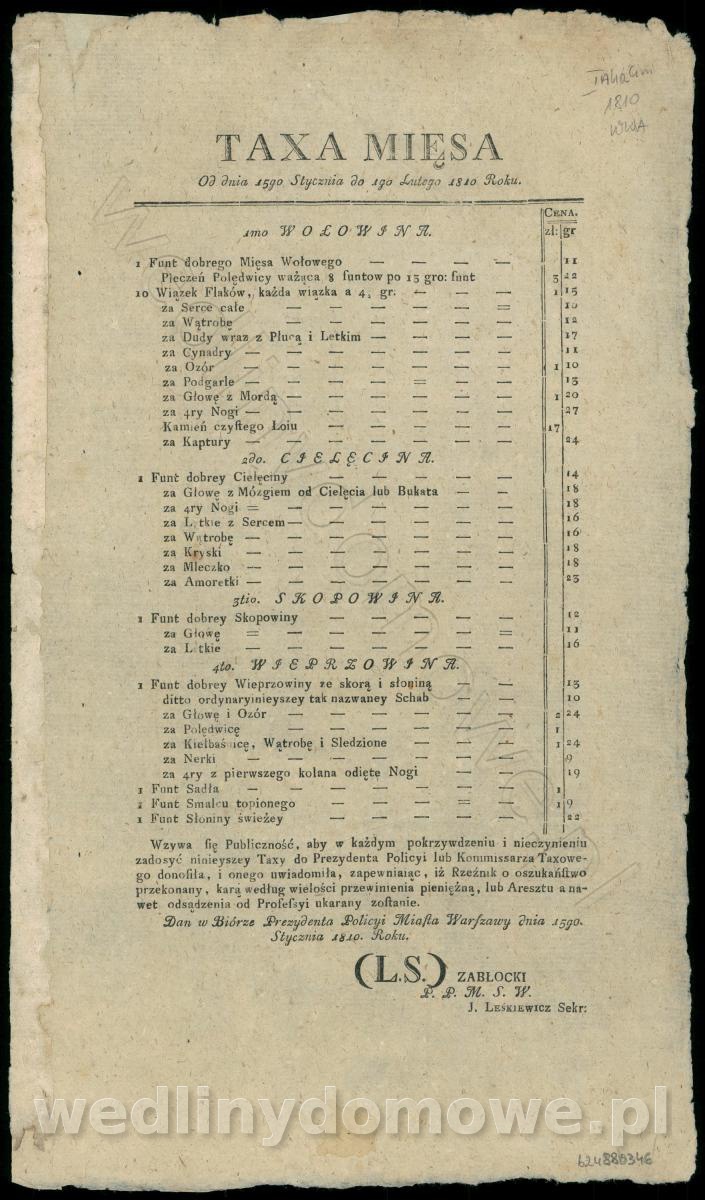 1810
TAXA MIĘSA
Od dnia 15go Stycznia do 1go Lutego 1810 Roku.
CENA.
1mo WOŁOWINA. zł: gr
1 Funt dobrego Mięsa Wołowego — — — — 11
Pieczeń Polędwicy ważąca 8 funtow po 13 gro: funt 3 22
10 Wiązek Flaków, każda wiązka a 4½ gr: — — — 1 15
za Serce całe — — — — — = 10
za Wątrobę — — — — — — 12
za Dudy wraz z Płucą i Letkim — — — — 17
za Cynadry — — — — — — — 11
za Ozór — — — — — — — 1 10
za Podgarle — — — — = — — 13
za Głowę z Mordą — — — — — — 1 20
za 4ry Nogi — — — — — — — 27
Kamień czyſtego Łoiu — — — — — 17
za Kaptury — — — — — — — 24
2do. CIELĘCINA.
1 Funt dobrey Cielęciny — — — — — 14
za Głowę z Mózgiem od Cielęcia lub Bukata — — 18
za 4ry Nogi = — — — — — — 18
za Letkie z Sercem — — — — — — 16
za Wątrobę — — — — — — — 16
za Kryski — — — — — — — 18
za Mleczko — — — — — — — 18
za Amoretki — — — — — — — 23
3tio. SKOPOWINA.
1 Funt dobrey Skopowiny — — — — — 12
za Głowę = — — — — — = 11
za Letkie — — — — — — — 16
4to. WIEPRZOWINA.
1 Funt dobrey Wieprzowiny ze skorą i słoniną — — 13
ditto ordynaryinieyszey tak nazwaney Schab — — 10
za Głowę i Ozór — — — — — — 2 24
za Polędwicę — — — — — — 1
za Kiełbaśnicę, Wątrobę i Sledzione — — — 1 24
za Nerki — — — — — — — 9
za 4ry z pierwszego kolana odięte Nogi — — 19
1 Funt Sadła — — — — — — — 1
1 Funt Smalcu topionego — — — — = — 1 9
1 Funt Słoniny świeżey — — — — — 22
Wzywa ſię Publiczność, aby w każdym pokrzywdzeniu i nieczynieniu
zadosyć ninieyszey Taxy do Prezydenta Policyi lub Kommissarza Taxowe-
go donoſiła, i onego uwiadomiła, zapewniaiąc, iż Rzeźnik o oszukańſtwo
przekonany, karą według wielości przewinienia pieniężną, lub Aresztu a na-
wet odsądzenia od Profeſsyi ukarany zoſtanie.
Dan w Biórze Prezydenta Policyi Miaſta Warſzawy dnia 15go.
Stycznia 1810. Roku.
(L.S.) ZABŁOCKI
P. P. M. S. W.
J. LEŚKIEWICZ Sekr:
wedlinydomowe.pl
624880346